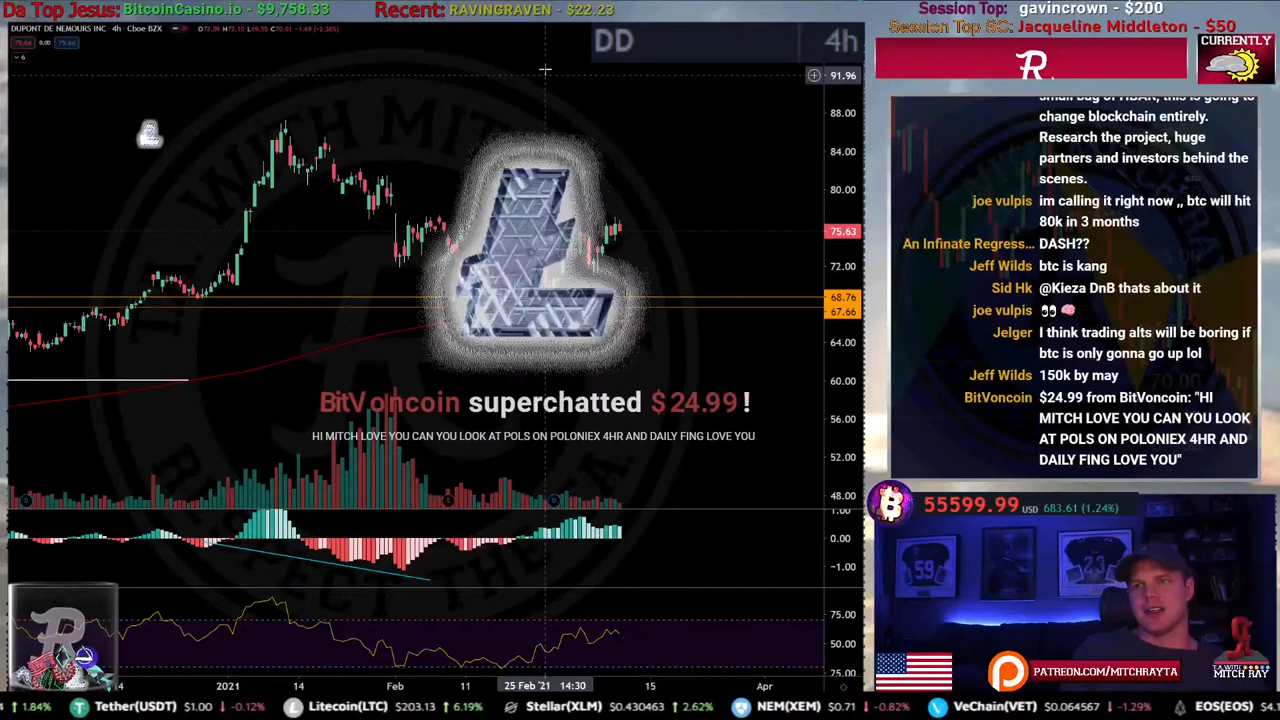 Da Top Jesus: BitcoinCasino.io - $9,758.33
Recent: RAVINGRAVEN - $22.23
Session Top: gavincrown - $200
Session Top SC: Jacqueline Middleton - $50
CURRENTLY
DUPONT DE NEMOURS INC · 4h · Cboe BZX
75.64 0.00 75.64
6
DD 4h
91.96
88.00
84.00
80.00
75.63
72.00
68.76
67.66
64.00
60.00
56.00
52.00
48.00
1.00
0.00
-1.00
75.00
50.00
25.00
BitVoncoin superchatted $24.99!
HI MITCH LOVE YOU CAN YOU LOOK AT POLS ON POLONIEX 4HR AND DAILY FING LOVE YOU
2021 14 Feb 11 25 Feb '21 14:30 15 Apr
small bag of HBAR, this is going to
change blockchain entirely.
Research the project, huge
partners and investors behind the
scenes.
joe vulpis im calling it right now ,, btc will hit
80k in 3 months
An Infinate Regress... DASH??
Jeff Wilds btc is kang
Sid Hk @Kieza DnB thats about it
joe vulpis 👀 🧠
Jelger I think trading alts will be boring if
btc is only gonna go up lol
Jeff Wilds 150k by may
BitVoncoin $24.99 from BitVoncoin: "HI
MITCH LOVE YOU CAN YOU LOOK
AT POLS ON POLONIEX 4HR AND
DAILY FING LOVE YOU"
55599.99 USD 683.61 (1.24%)
59
23
PATREON.COM/MITCHRAYTA
T.A. WITH
MITCH RAY
1.84% Tether(USDT) $1.00 -0.12% Litecoin(LTC) $203.13 6.19% Stellar(XLM) $0.430464 2.62% NEM(XEM) $0.71 -0.82% VeChain(VET) $0.064567 -1.29% EOS(EOS)